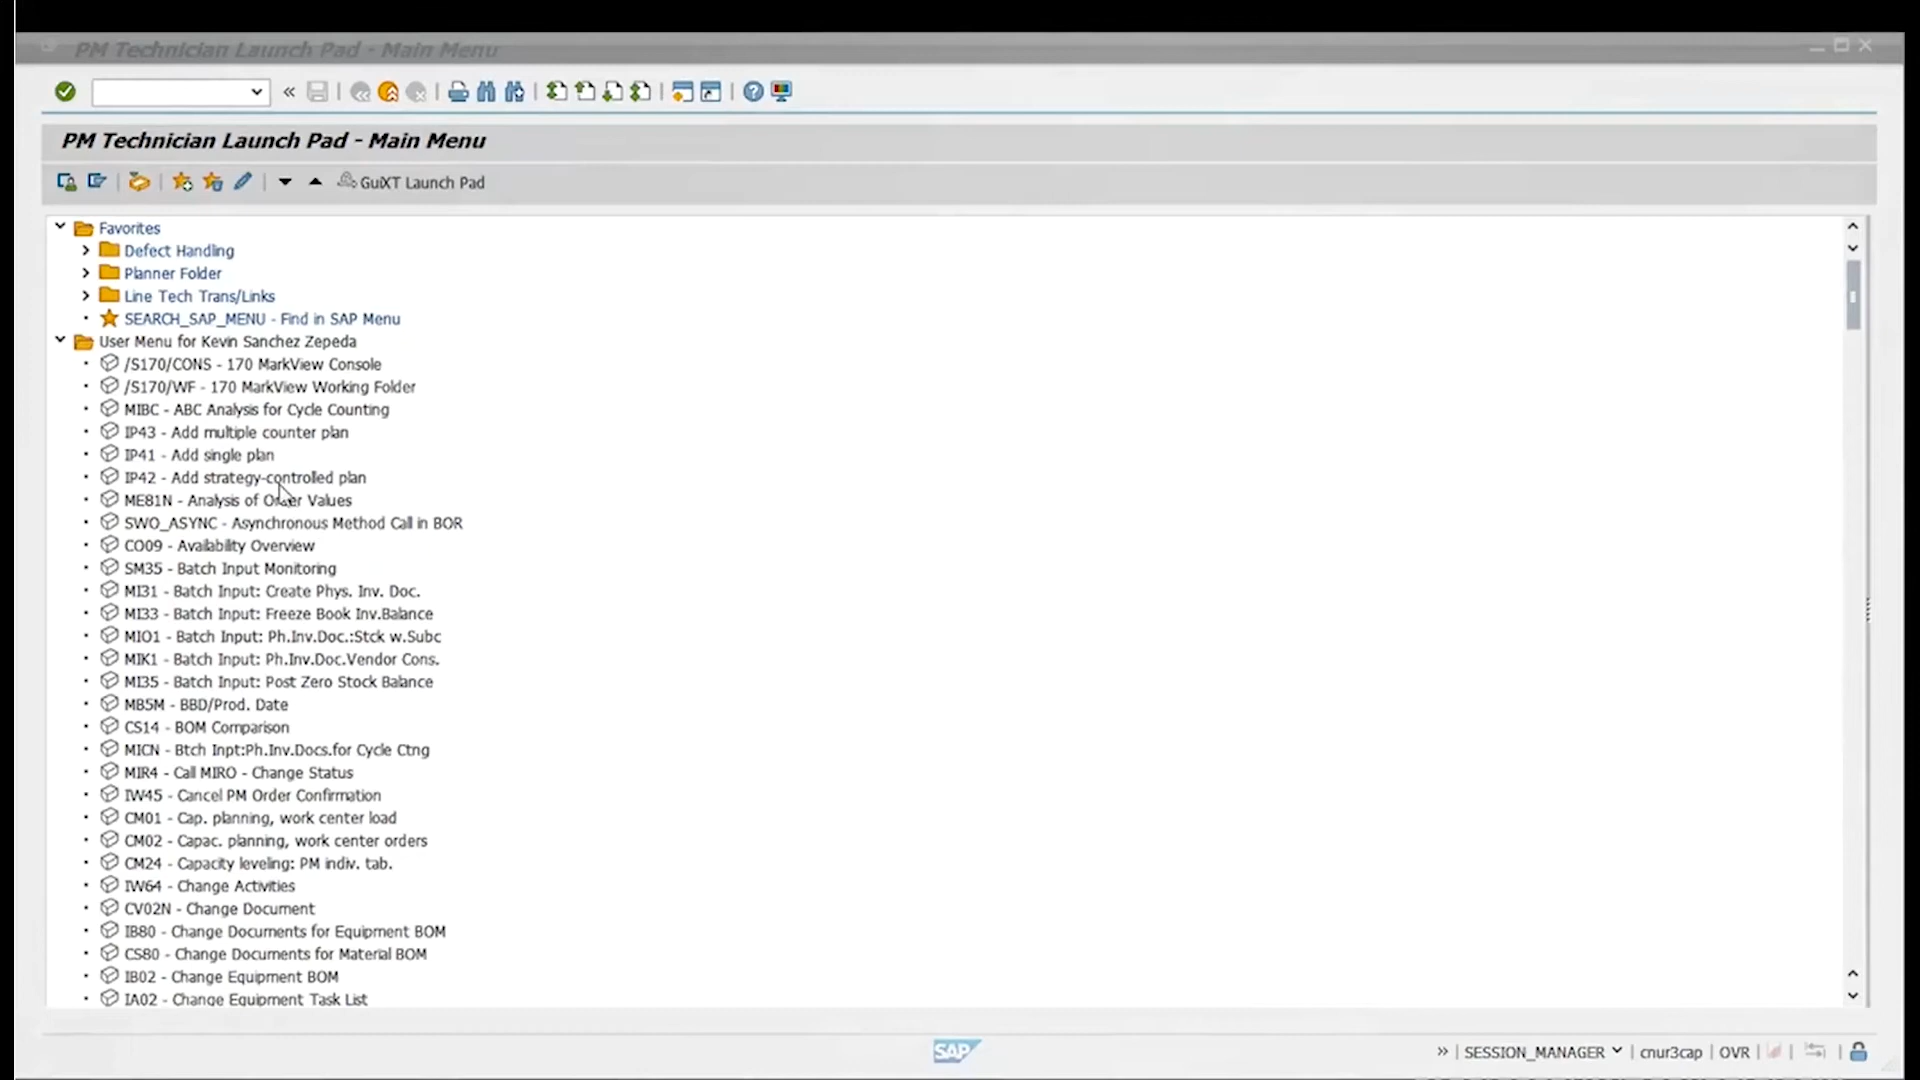 PM Technician Launch Pad - Main Menu
PM Technician Launch Pad - Main Menu
GuiXT Launch Pad
Favorites
Defect Handling
Planner Folder
Line Tech Trans/Links
SEARCH_SAP_MENU - Find in SAP Menu
User Menu for Kevin Sanchez Zepeda
/S170/CONS - 170 MarkView Console
/S170/WF - 170 MarkView Working Folder
MIBC - ABC Analysis for Cycle Counting
IP43 - Add multiple counter plan
IP41 - Add single plan
IP42 - Add strategy-controlled plan
ME81N - Analysis of Order Values
SWO_ASYNC - Asynchronous Method Call in BOR
CO09 - Availability Overview
SM35 - Batch Input Monitoring
MI31 - Batch Input: Create Phys. Inv. Doc.
MI33 - Batch Input: Freeze Book Inv.Balance
MIO1 - Batch Input: Ph.Inv.Doc.:Stck w.Subc
MIK1 - Batch Input: Ph.Inv.Doc.Vendor Cons.
MI35 - Batch Input: Post Zero Stock Balance
MB5M - BBD/Prod. Date
CS14 - BOM Comparison
MICN - Btch Inpt:Ph.Inv.Docs.for Cycle Ctng
MIR4 - Call MIRO - Change Status
IW45 - Cancel PM Order Confirmation
CM01 - Cap. planning, work center load
CM02 - Capac. planning, work center orders
CM24 - Capacity leveling: PM indiv. tab.
IW64 - Change Activities
CV02N - Change Document
IB80 - Change Documents for Equipment BOM
CS80 - Change Documents for Material BOM
IB02 - Change Equipment BOM
IA02 - Change Equipment Task List
SAP
SESSION_MANAGER cnur3cap OVR